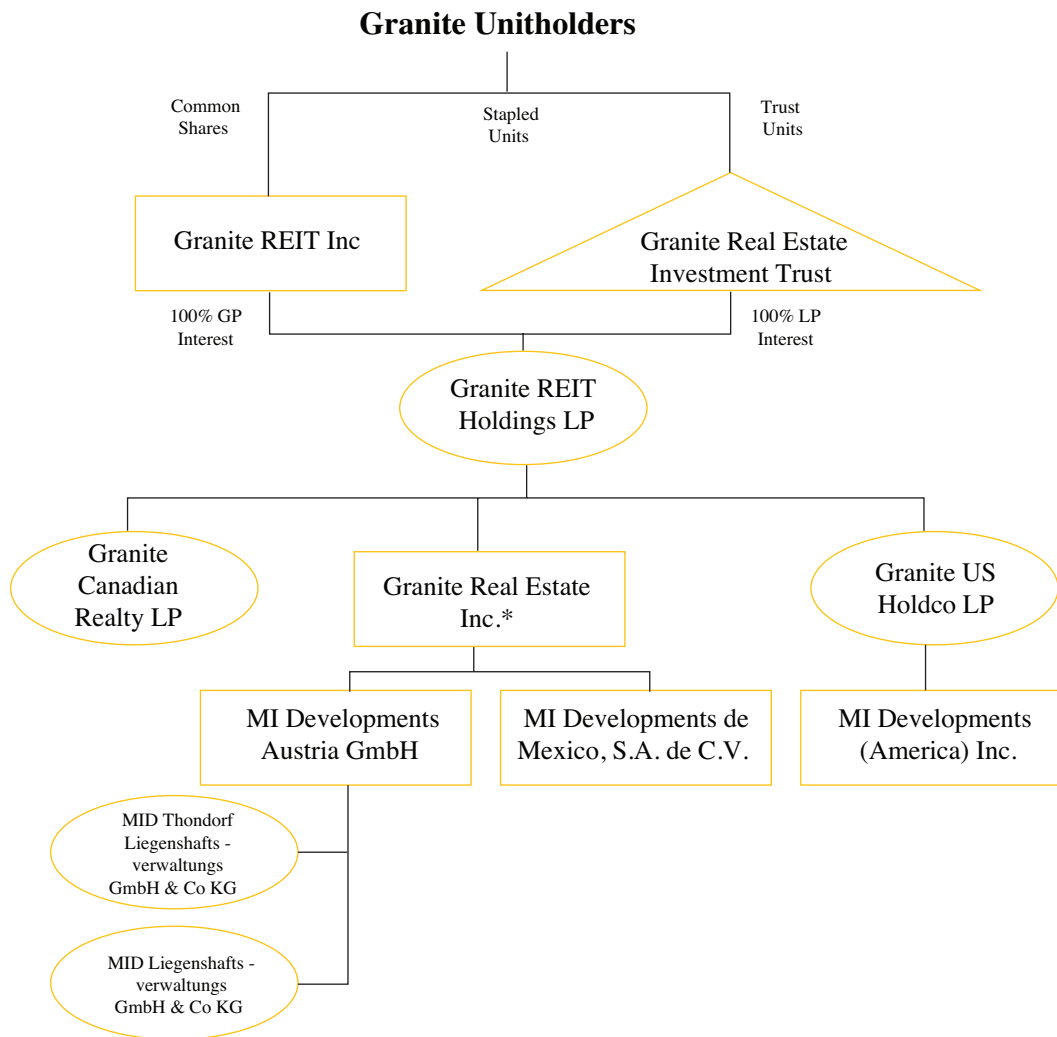 Granite Unitholders
Common
Shares
Stapled
Units
Trust
Units
Granite REIT Inc
Granite Real Estate
Investment Trust
100% GP
Interest
100% LP
Interest
Granite REIT
Holdings LP
Granite
Canadian
Realty LP
Granite Real Estate
Inc.*
Granite US
Holdco LP
MI Developments
Austria GmbH
MI Developments de
Mexico, S.A. de C.V.
MI Developments
(America) Inc.
MID Thondorf
Liegenshafts -
verwaltungs
GmbH & Co KG
MID Liegenshafts -
verwaltungs
GmbH & Co KG